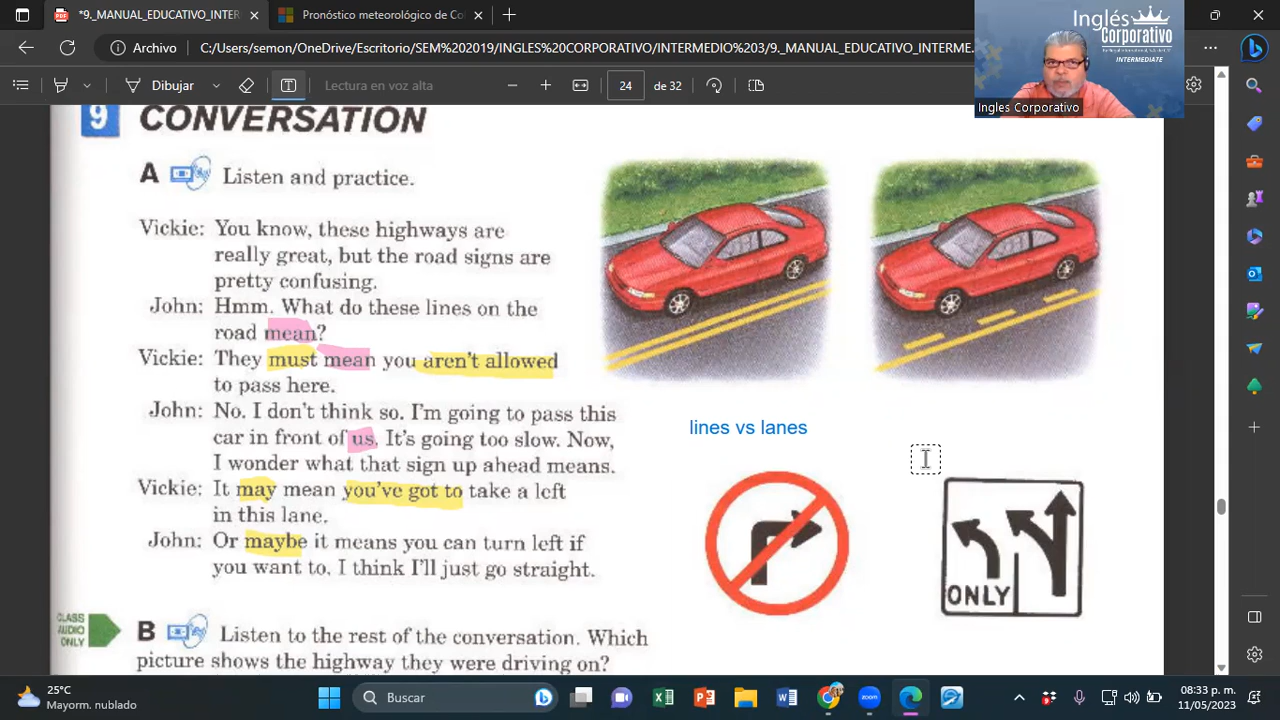 *9._MANUAL_EDUCATIVO_INTER
Pronóstico meteorológico de Col
Archivo
C:/Users/semon/OneDrive/Escritorio/SEM%202019/INGLES%20CORPORATIVO/INTERMEDIO%203/9._MANUAL_EDUCATIVO_INTERME...
Dibujar
Lectura en voz alta
24
de 32
Inglés
Corporativo
INTERMEDIATE
Ingles Corporativo
9 CONVERSATION
A Listen and practice.
Vickie: You know, these highways are
really great, but the road signs are
pretty confusing.
John: Hmm. What do these lines on the
road mean?
Vickie: They must mean you aren't allowed
to pass here.
John: No. I don't think so. I'm going to pass this
car in front of us. It's going too slow. Now,
I wonder what that sign up ahead means.
Vickie: It may mean you've got to take a left
in this lane.
John: Or maybe it means you can turn left if
you want to. I think I'll just go straight.
lines vs lanes
ONLY
CLASS
AUDIO
ONLY
B Listen to the rest of the conversation. Which
picture shows the highway they were driving on?
25°C
Mayorm. nublado
Buscar
08:33 p. m.
11/05/2023